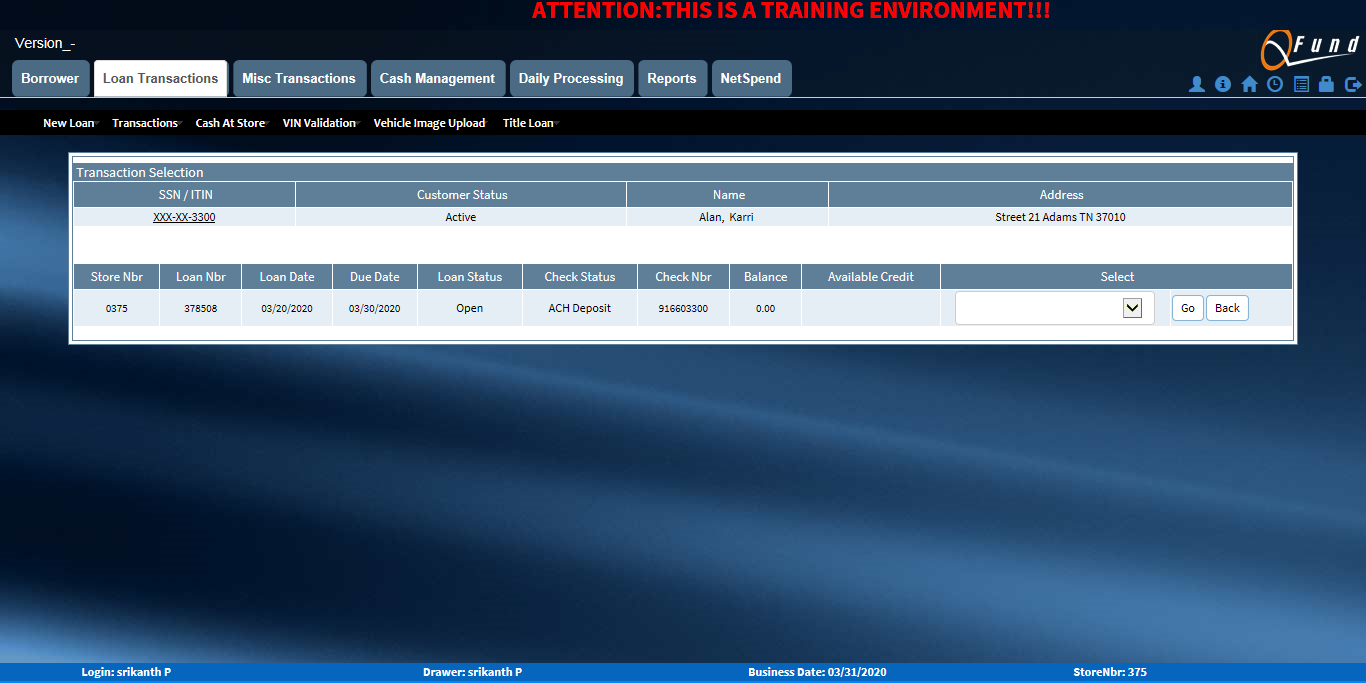 ATTENTION:THIS IS A TRAINING ENVIRONMENT!!!
Version_-
QFund
Borrower Loan Transactions Misc Transactions Cash Management Daily Processing Reports NetSpend
New Loan Transactions Cash At Store VIN Validation Vehicle Image Upload Title Loan
Transaction Selection
SSN / ITIN Customer Status Name Address
XXX-XX-3300 Active Alan, Karri Street 21 Adams TN 37010
Store Nbr Loan Nbr Loan Date Due Date Loan Status Check Status Check Nbr Balance Available Credit Select
0375 378508 03/20/2020 03/30/2020 Open ACH Deposit 916603300 0.00 Go Back
Login: srikanth P Drawer: srikanth P Business Date: 03/31/2020 StoreNbr: 375